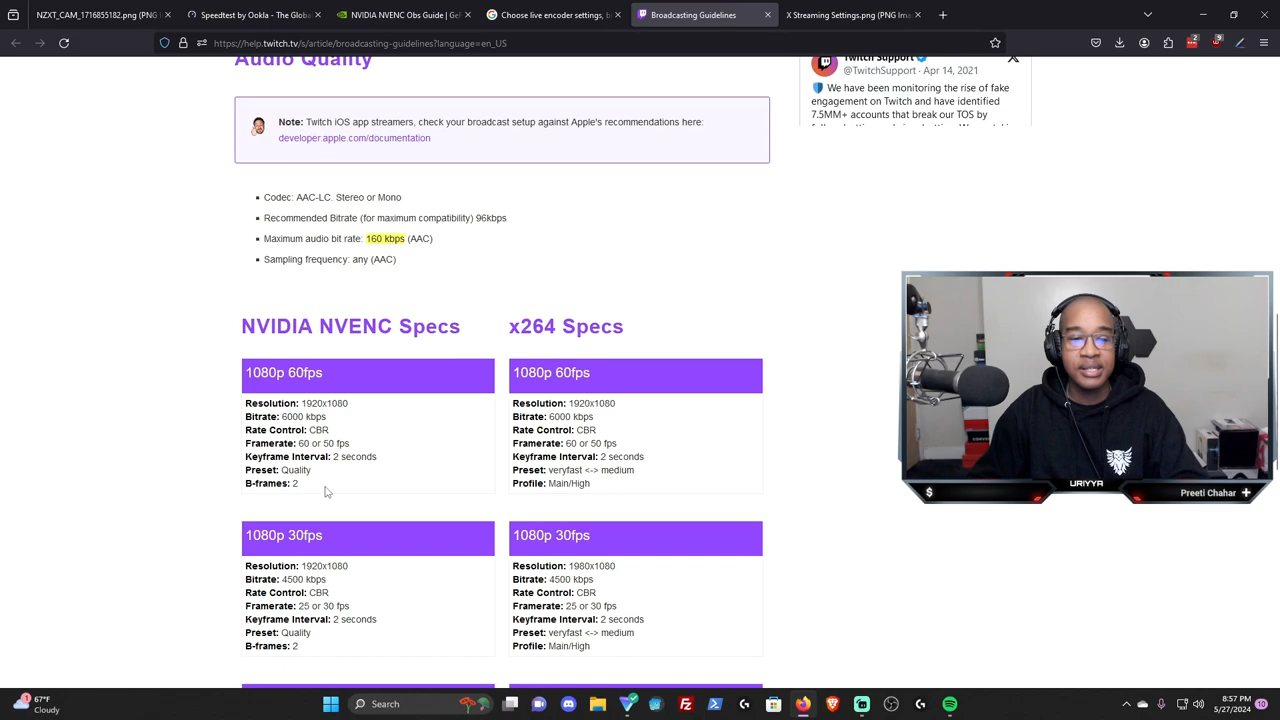 NZXT_CAM_1716855182.png (PNG I
Speedtest by Ookla - The Global
NVIDIA NVENC Obs Guide | GeF
Choose live encoder settings, b
Broadcasting Guidelines
X Streaming Settings.png (PNG Ima
https://help.twitch.tv/s/article/broadcasting-guidelines?language=en_US
Audio Quality
Note: Twitch iOS app streamers, check your broadcast setup against Apple's recommendations here:
developer.apple.com/documentation
Codec: AAC-LC. Stereo or Mono
Recommended Bitrate (for maximum compatibility) 96kbps
Maximum audio bit rate: 160 kbps (AAC)
Sampling frequency: any (AAC)
Twitch Support
@TwitchSupport · Apr 14, 2021
We have been monitoring the rise of fake
engagement on Twitch and have identified
7.5MM+ accounts that break our TOS by
NVIDIA NVENC Specs
1080p 60fps
Resolution: 1920x1080
Bitrate: 6000 kbps
Rate Control: CBR
Framerate: 60 or 50 fps
Keyframe Interval: 2 seconds
Preset: Quality
B-frames: 2
1080p 30fps
Resolution: 1920x1080
Bitrate: 4500 kbps
Rate Control: CBR
Framerate: 25 or 30 fps
Keyframe Interval: 2 seconds
Preset: Quality
B-frames: 2
x264 Specs
1080p 60fps
Resolution: 1920x1080
Bitrate: 6000 kbps
Rate Control: CBR
Framerate: 60 or 50 fps
Keyframe Interval: 2 seconds
Preset: veryfast <-> medium
Profile: Main/High
1080p 30fps
Resolution: 1980x1080
Bitrate: 4500 kbps
Rate Control: CBR
Framerate: 25 or 30 fps
Keyframe Interval: 2 seconds
Preset: veryfast <-> medium
Profile: Main/High
URIYYA
$
Preeti Chahar
67°F
Cloudy
Search
8:57 PM
5/27/2024